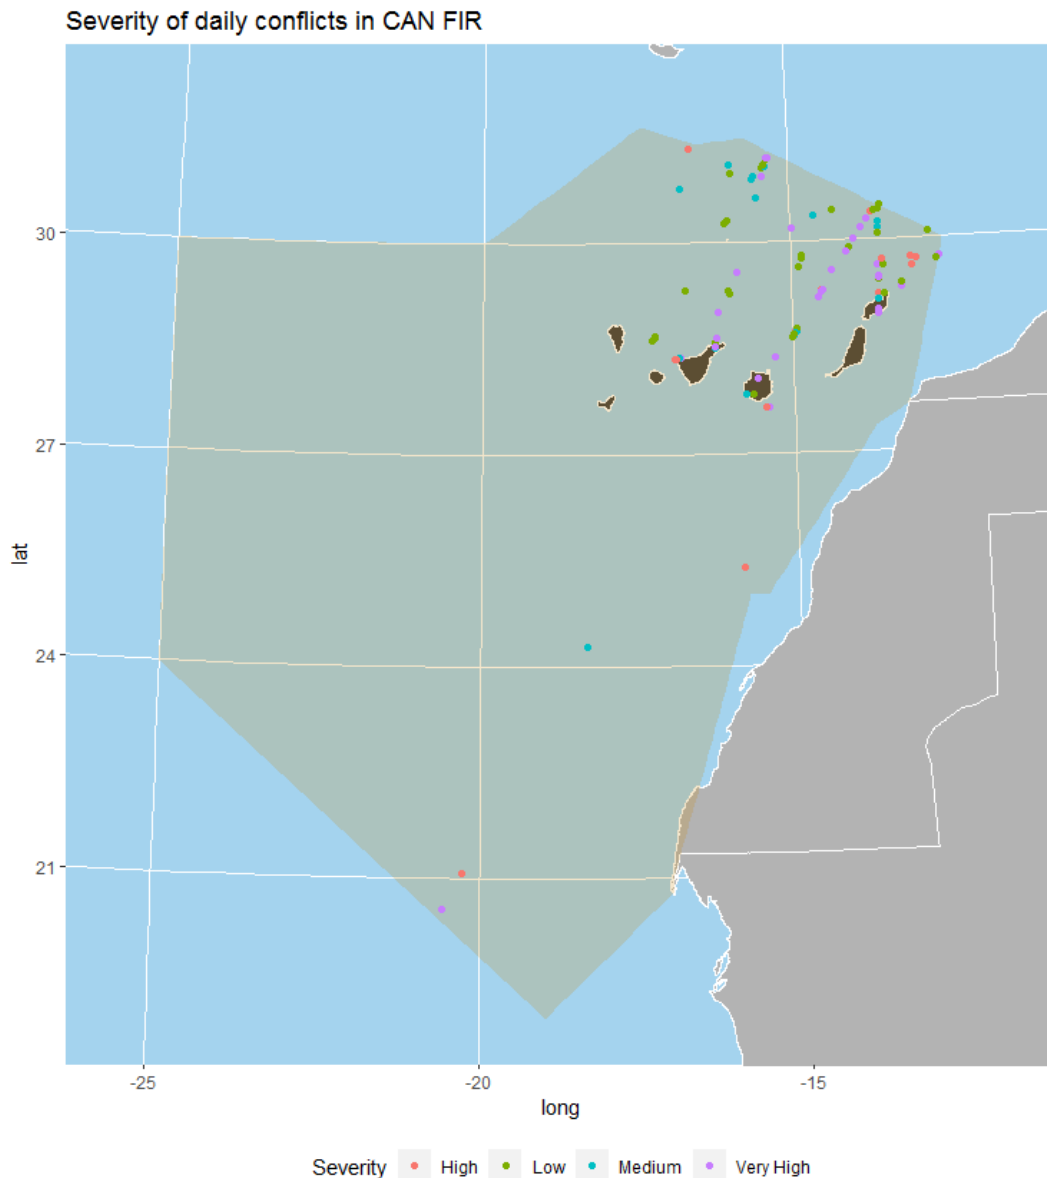 Severity of daily conflicts in CAN FIR
30
27
lat
24
21
-25 -20 -15
long
Severity High Low Medium Very High